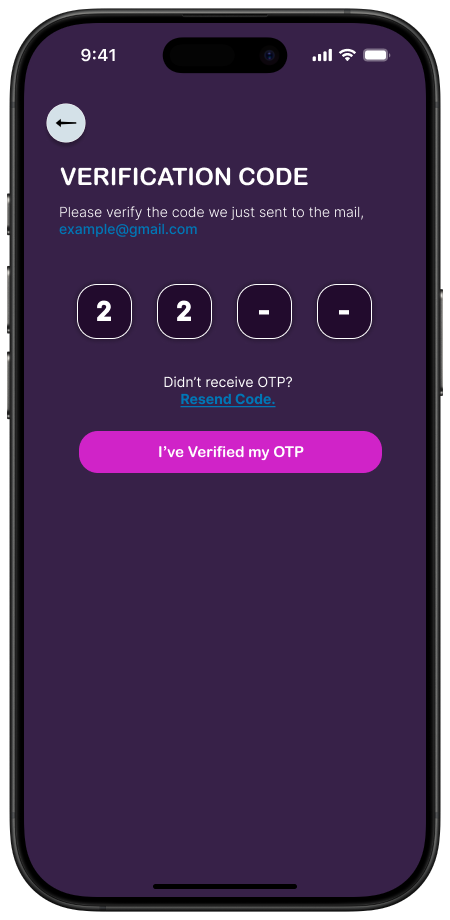 9:41
VERIFICATION CODE
Please verify the code we just sent to the mail,
example@gmail.com
2 2 - -
Didn’t receive OTP?
Resend Code.
I’ve Verified my OTP